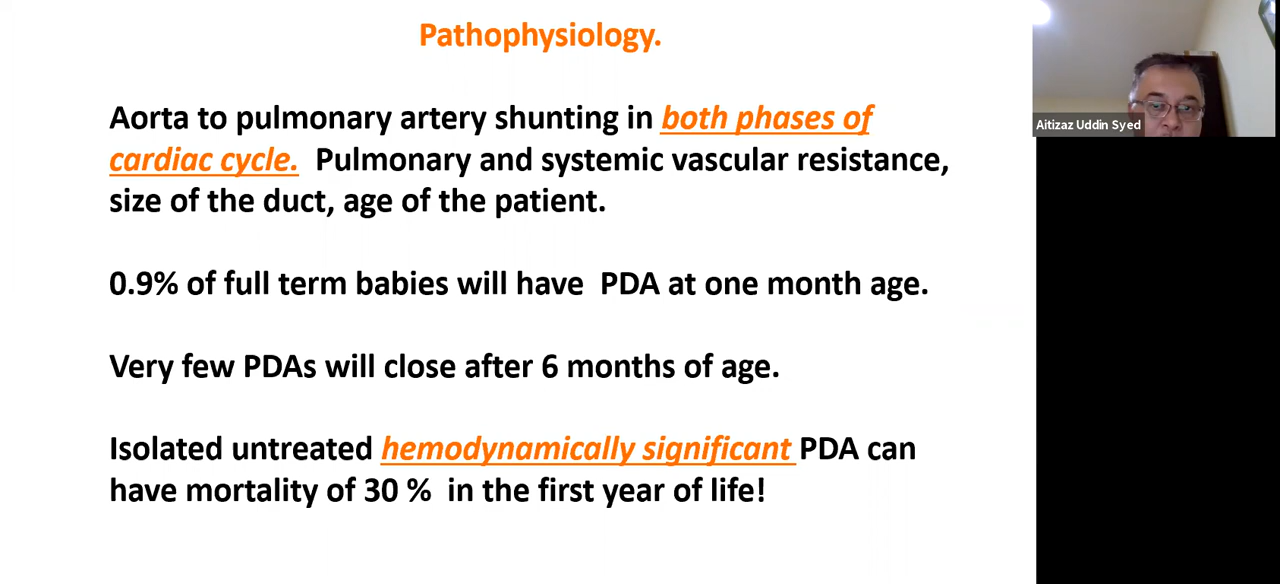 Pathophysiology.
Aorta to pulmonary artery shunting in both phases of
cardiac cycle. Pulmonary and systemic vascular resistance,
size of the duct, age of the patient.
0.9% of full term babies will have PDA at one month age.
Very few PDAs will close after 6 months of age.
Isolated untreated hemodynamically significant PDA can
have mortality of 30 % in the first year of life!
Aitizaz Uddin Syed